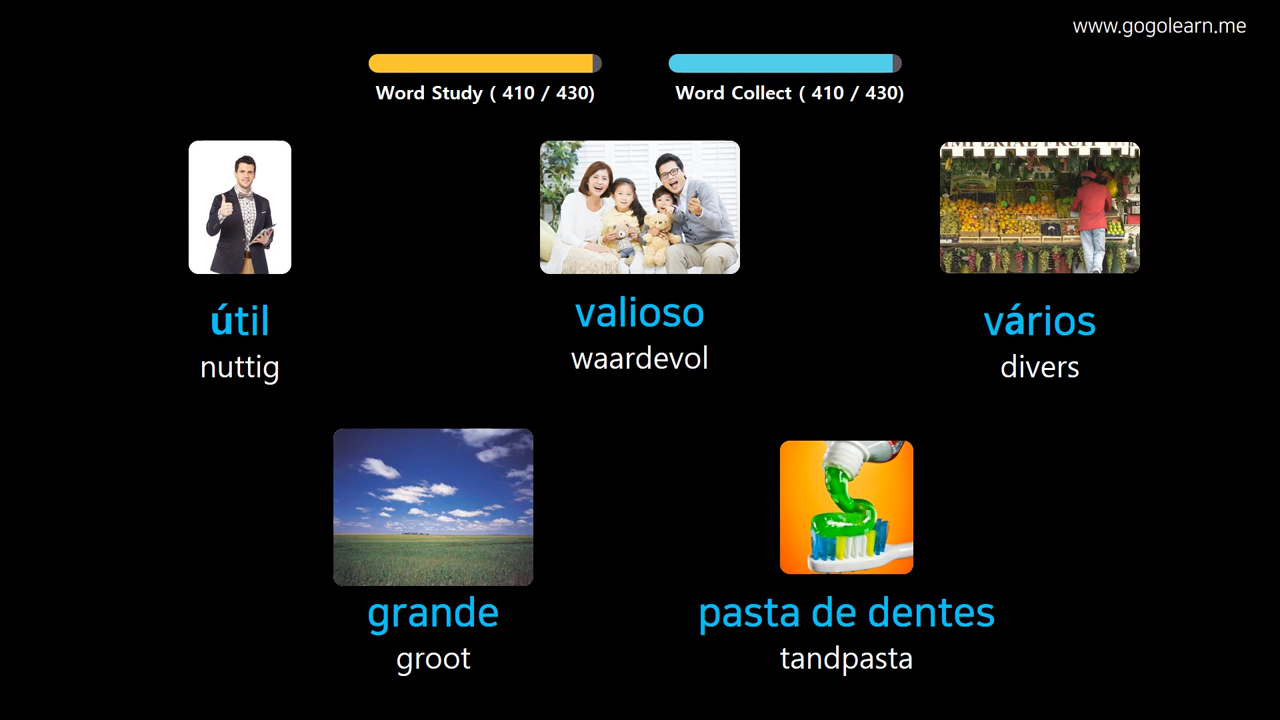 www.gogolearn.me
Word Study ( 410 / 430)
Word Collect ( 410 / 430)
útil
nuttig
valioso
waardevol
vários
divers
grande
groot
pasta de dentes
tandpasta